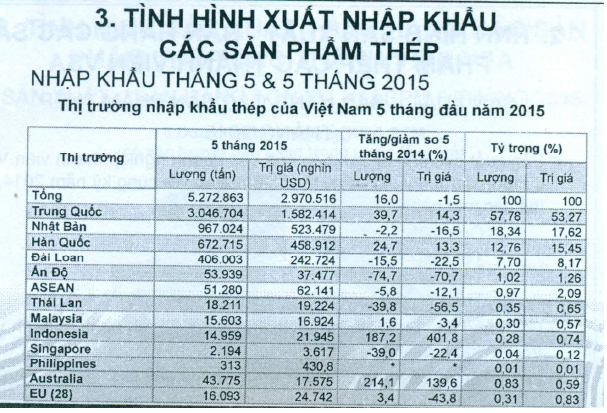 3. TÌNH HÌNH XUẤT NHẬP KHẨU
CÁC SẢN PHẨM THÉP
NHẬP KHẨU THÁNG 5 & 5 THÁNG 2015
Thị trường nhập khẩu thép của Việt Nam 5 tháng đầu năm 2015
Thị trường 5 tháng 2015 Tăng/giảm so 5 tháng 2014 (%) Tỷ trọng (%)
Lượng (tấn) Trị giá (nghìn USD) Lượng Trị giá Lượng Trị giá
Tổng 5.272.863 2.970.516 16,0 -1,5 100 100
Trung Quốc 3.046.704 1.582.414 39,7 14,3 57,78 53,27
Nhật Bản 967.024 523.479 -2,2 -16,5 18,34 17,62
Hàn Quốc 672.715 458.912 24,7 13,3 12,76 15,45
Đài Loan 406.003 242.724 -15,5 -22,5 7,70 8,17
Ấn Độ 53.939 37.477 -74,7 -70,7 1,02 1,26
ASEAN 51.280 62.141 -5,8 -12,1 0,97 2,09
Thái Lan 18.211 19.224 -39,8 -56,5 0,35 0,65
Malaysia 15.603 16.924 1,6 -3,4 0,30 0,57
Indonesia 14.959 21.945 187,2 401,8 0,28 0,74
Singapore 2.194 3.617 -39,0 -22,4 0,04 0,12
Philippines 313 430,8 * * 0,01 0,01
Australia 43.775 17.575 214,1 139,6 0,83 0,59
EU (28) 16.093 24.742 3,4 -43,8 0,31 0,83